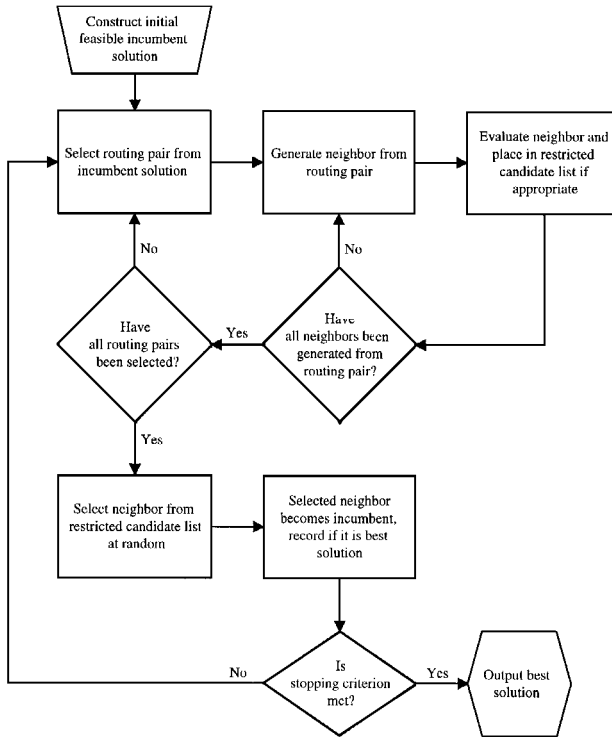 Construct initial
feasible incumbent
solution
Select routing pair from
incumbent solution
Generate neighbor from
routing pair
Evaluate neighbor and
place in restricted
candidate list if
appropriate
No
No
Have
all routing pairs
been selected?
Yes
Have
all neighbors been
generated from
routing pair?
Yes
Select neighbor from
restricted candidate list
at random
Selected neighbor
becomes incumbent,
record if it is best
solution
No
Is
stopping criterion
met?
Yes
Output best
solution